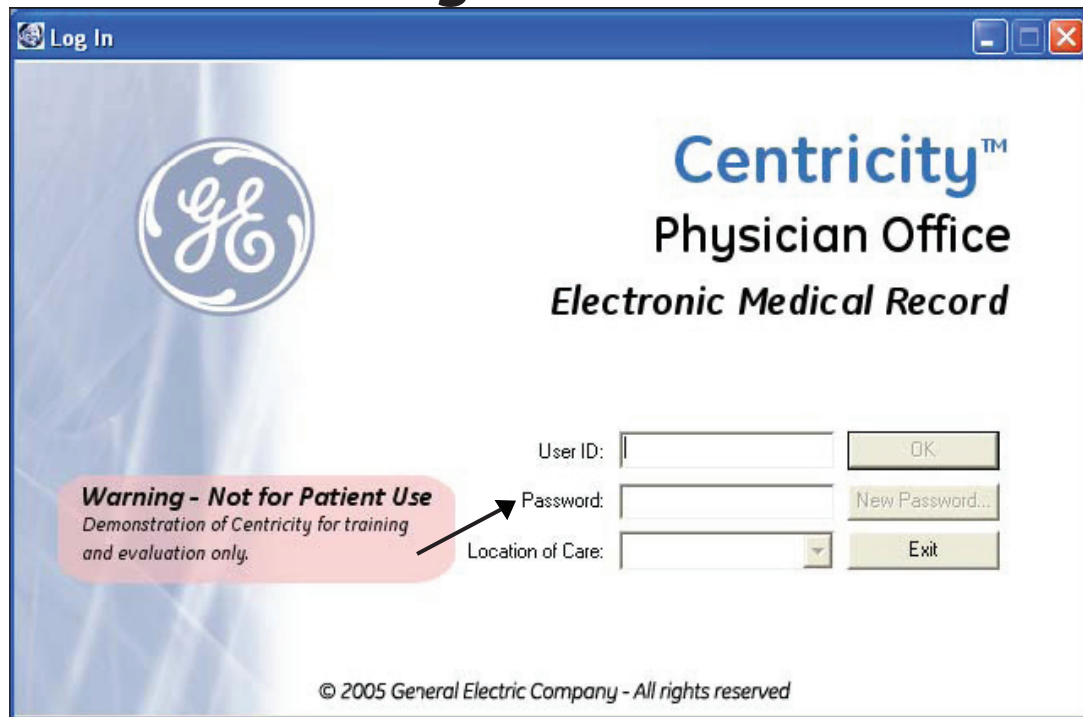 Log In
GE
Centricity™
Physician Office
Electronic Medical Record
User ID:
OK
Warning - Not for Patient Use
Demonstration of Centricity for training
and evaluation only.
Password:
New Password...
Location of Care:
Exit
© 2005 General Electric Company - All rights reserved